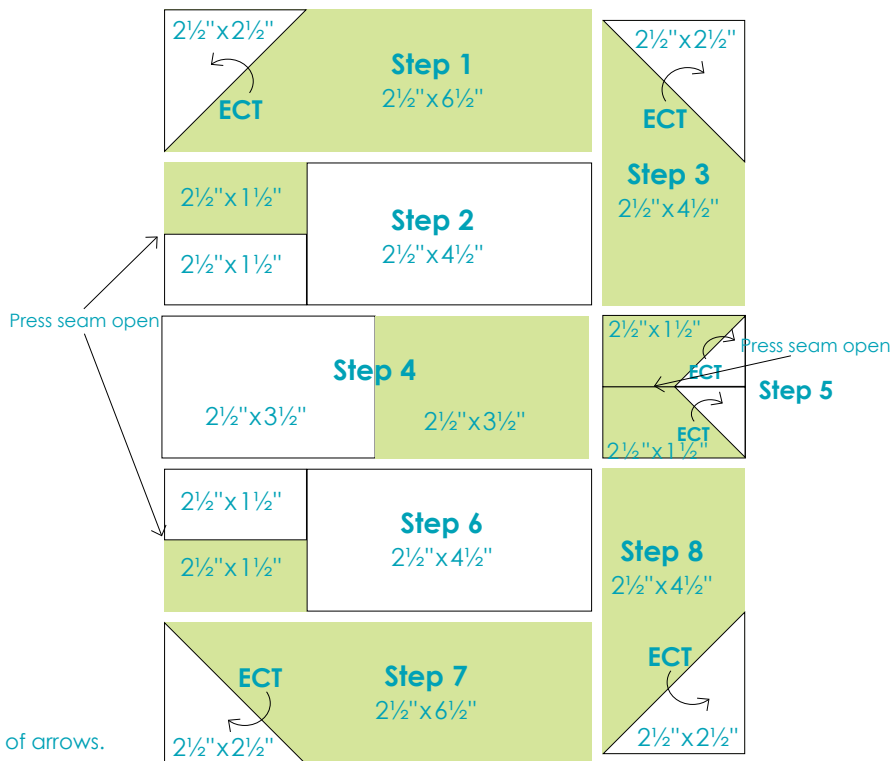 2½"x2½"
Step 1
2½"x6½"
ECT
2½"x2½"
ECT
Step 3
2½"x4½"
2½"x1½"
2½"x1½"
Step 2
2½"x4½"
Press seam open
Step 4
2½"x3½"
2½"x3½"
2½"x1½"
Press seam open
ECT
Step 5
ECT
2½"x1½"
2½"x1½"
2½"x1½"
Step 6
2½"x4½"
Step 8
2½"x4½"
ECT
Step 7
2½"x6½"
2½"x2½"
ECT
2½"x2½"
of arrows.